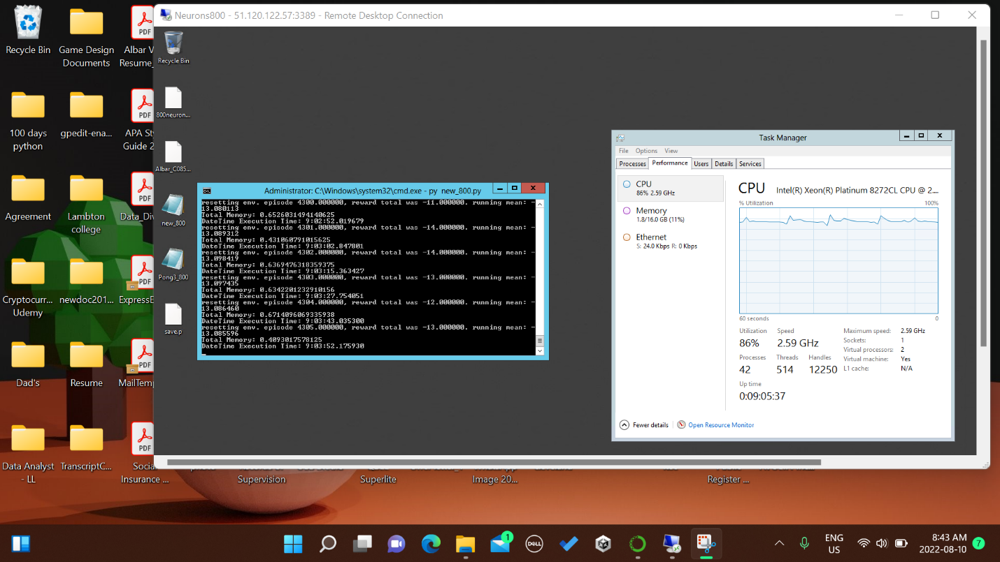 Neurons800 - 51.120.122.57:3389 - Remote Desktop Connection
Recycle Bin
Game Design
Documents
Albar V
Resume_
100 days
python
gpedit-ena...
APA St
Guide 2
Agreement
Lambton
college
Data_Div
Cryptocurr...
Udemy
newdoc201...
ExpressE
Dad's
Resume
MailTemp
Data Analyst
- LL
TranscriptC...
Social
Insurance ...
Supervision
Superlite
Image 20...
Register ...
PDF
PDF
PDF
PDF
PDF
PDF
Recycle Bin
800neuron...
Albar_C085...
new_800
Pong3_800
save.p
Administrator: C:\Windows\system32\cmd.exe - py new_800.py
resetting env. episode 4300.000000, reward total was -11.000000. running mean: -
13.080113
Total Memory: 0.6526031494140625
DateTime Execution Time: 9:02:52.019679
resetting env. episode 4301.000000, reward total was -14.000000. running mean: -
13.089312
Total Memory: 0.431060791015625
DateTime Execution Time: 9:03:02.847801
resetting env. episode 4302.000000, reward total was -14.000000. running mean: -
13.098419
Total Memory: 0.6369476318359375
DateTime Execution Time: 9:03:15.363427
resetting env. episode 4303.000000, reward total was -13.000000. running mean: -
13.097435
Total Memory: 0.6342201232910156
DateTime Execution Time: 9:03:27.754051
resetting env. episode 4304.000000, reward total was -12.000000. running mean: -
13.086460
Total Memory: 0.6714096069335938
DateTime Execution Time: 9:03:43.035300
resetting env. episode 4305.000000, reward total was -13.000000. running mean: -
13.085596
Total Memory: 0.4093017578125
DateTime Execution Time: 9:03:52.175930
Task Manager
File Options View
Processes Performance Users Details Services
CPU
86% 2.59 GHz
Memory
1.8/16.0 GB (11%)
Ethernet
S: 24.0 Kbps R: 0 Kbps
CPU Intel(R) Xeon(R) Platinum 8272CL CPU @ 2....
% Utilization 100%
60 seconds 0
Utilization Speed
86% 2.59 GHz
Processes Threads Handles
42 514 12250
Up time
0:09:05:37
Maximum speed: 2.59 GHz
Sockets: 1
Virtual processors: 2
Virtual machine: Yes
L1 cache: N/A
Fewer details Open Resource Monitor
1
DELL
ENG
US
8:43 AM
2022-08-10
7